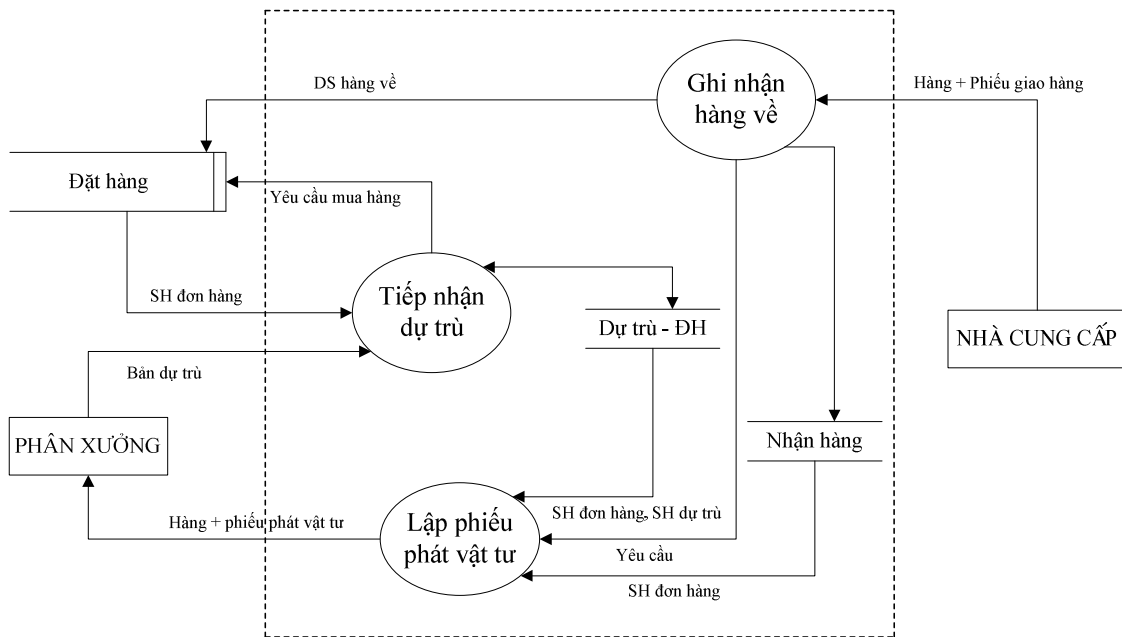 DS hàng về
Ghi nhận
hàng về
Hàng + Phiếu giao hàng
Đặt hàng
Yêu cầu mua hàng
SH đơn hàng
Tiếp nhận
dự trù
Dự trù - ĐH
NHÀ CUNG CẤP
Bản dự trù
PHÂN XƯỞNG
Nhận hàng
Hàng + phiếu phát vật tư
Lập phiếu
phát vật tư
SH đơn hàng, SH dự trù
Yêu cầu
SH đơn hàng